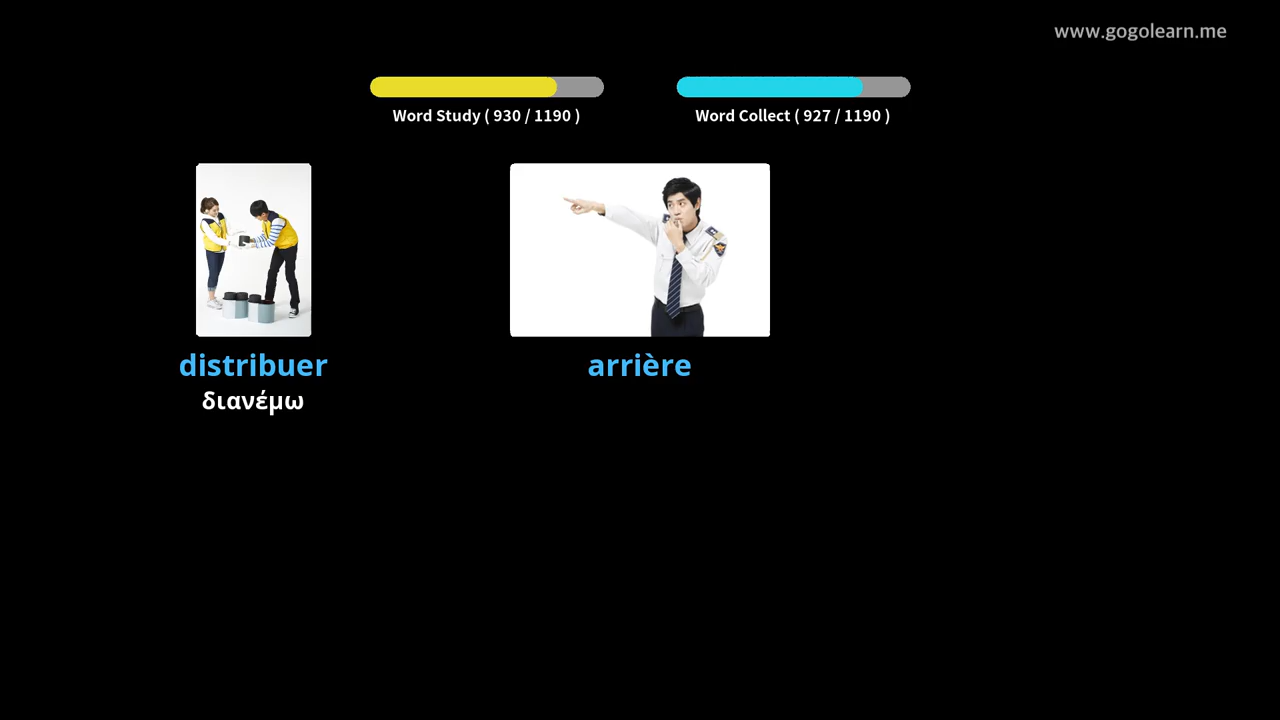 www.gogolearn.me
Word Study ( 930 / 1190 )
Word Collect ( 927 / 1190 )
distribuer
διανέμω
arrière